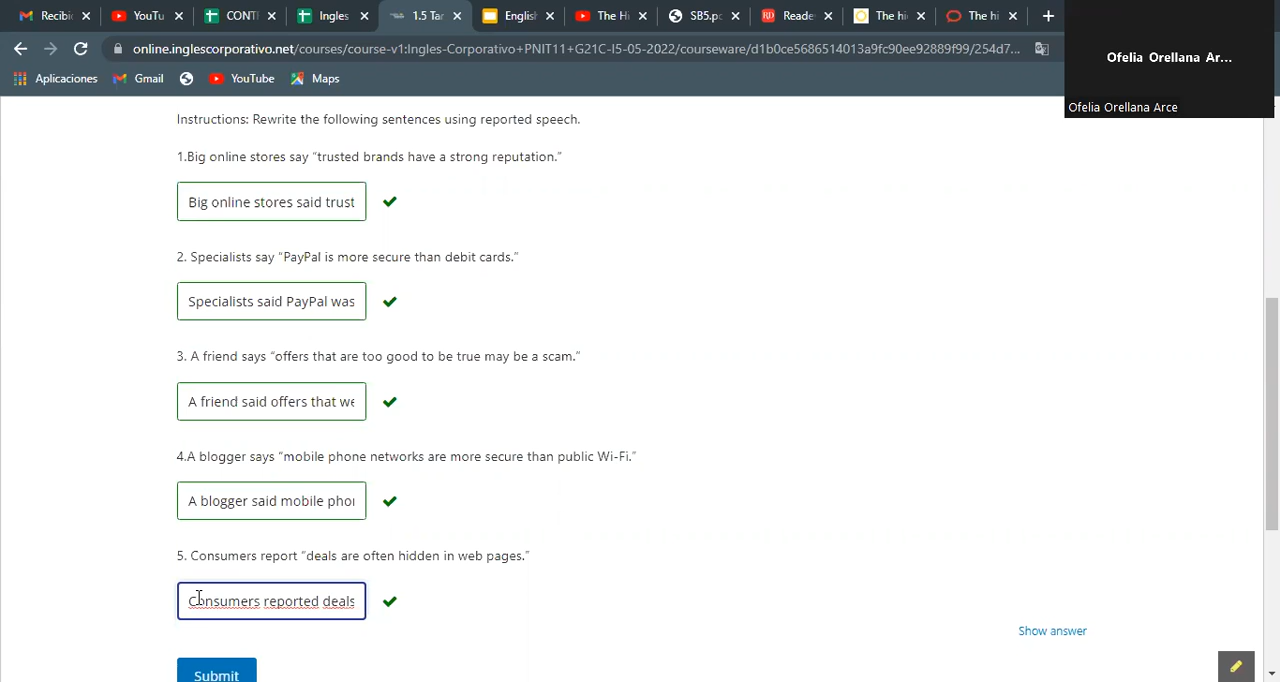 Recibi
YouTu
CONTI
Ingles
1.5 Tar
English
The Hi
SB5.pc
Reade
The hi
The hi
online.inglescorporativo.net/courses/course-v1:Ingles-Corporativo+PNIT11+G21C-I5-05-2022/courseware/d1b0ce5686514013a9fc90ee92889f99/254d7...
Aplicaciones
Gmail
YouTube
Maps
Ofelia Orellana Ar...
Ofelia Orellana Arce
Instructions: Rewrite the following sentences using reported speech.
1.Big online stores say “trusted brands have a strong reputation.”
Big online stores said trust
2. Specialists say “PayPal is more secure than debit cards.”
Specialists said PayPal was
3. A friend says “offers that are too good to be true may be a scam.”
A friend said offers that we
4.A blogger says “mobile phone networks are more secure than public Wi-Fi.”
A blogger said mobile phon
5. Consumers report “deals are often hidden in web pages.”
Consumers reported deals
Show answer
Submit